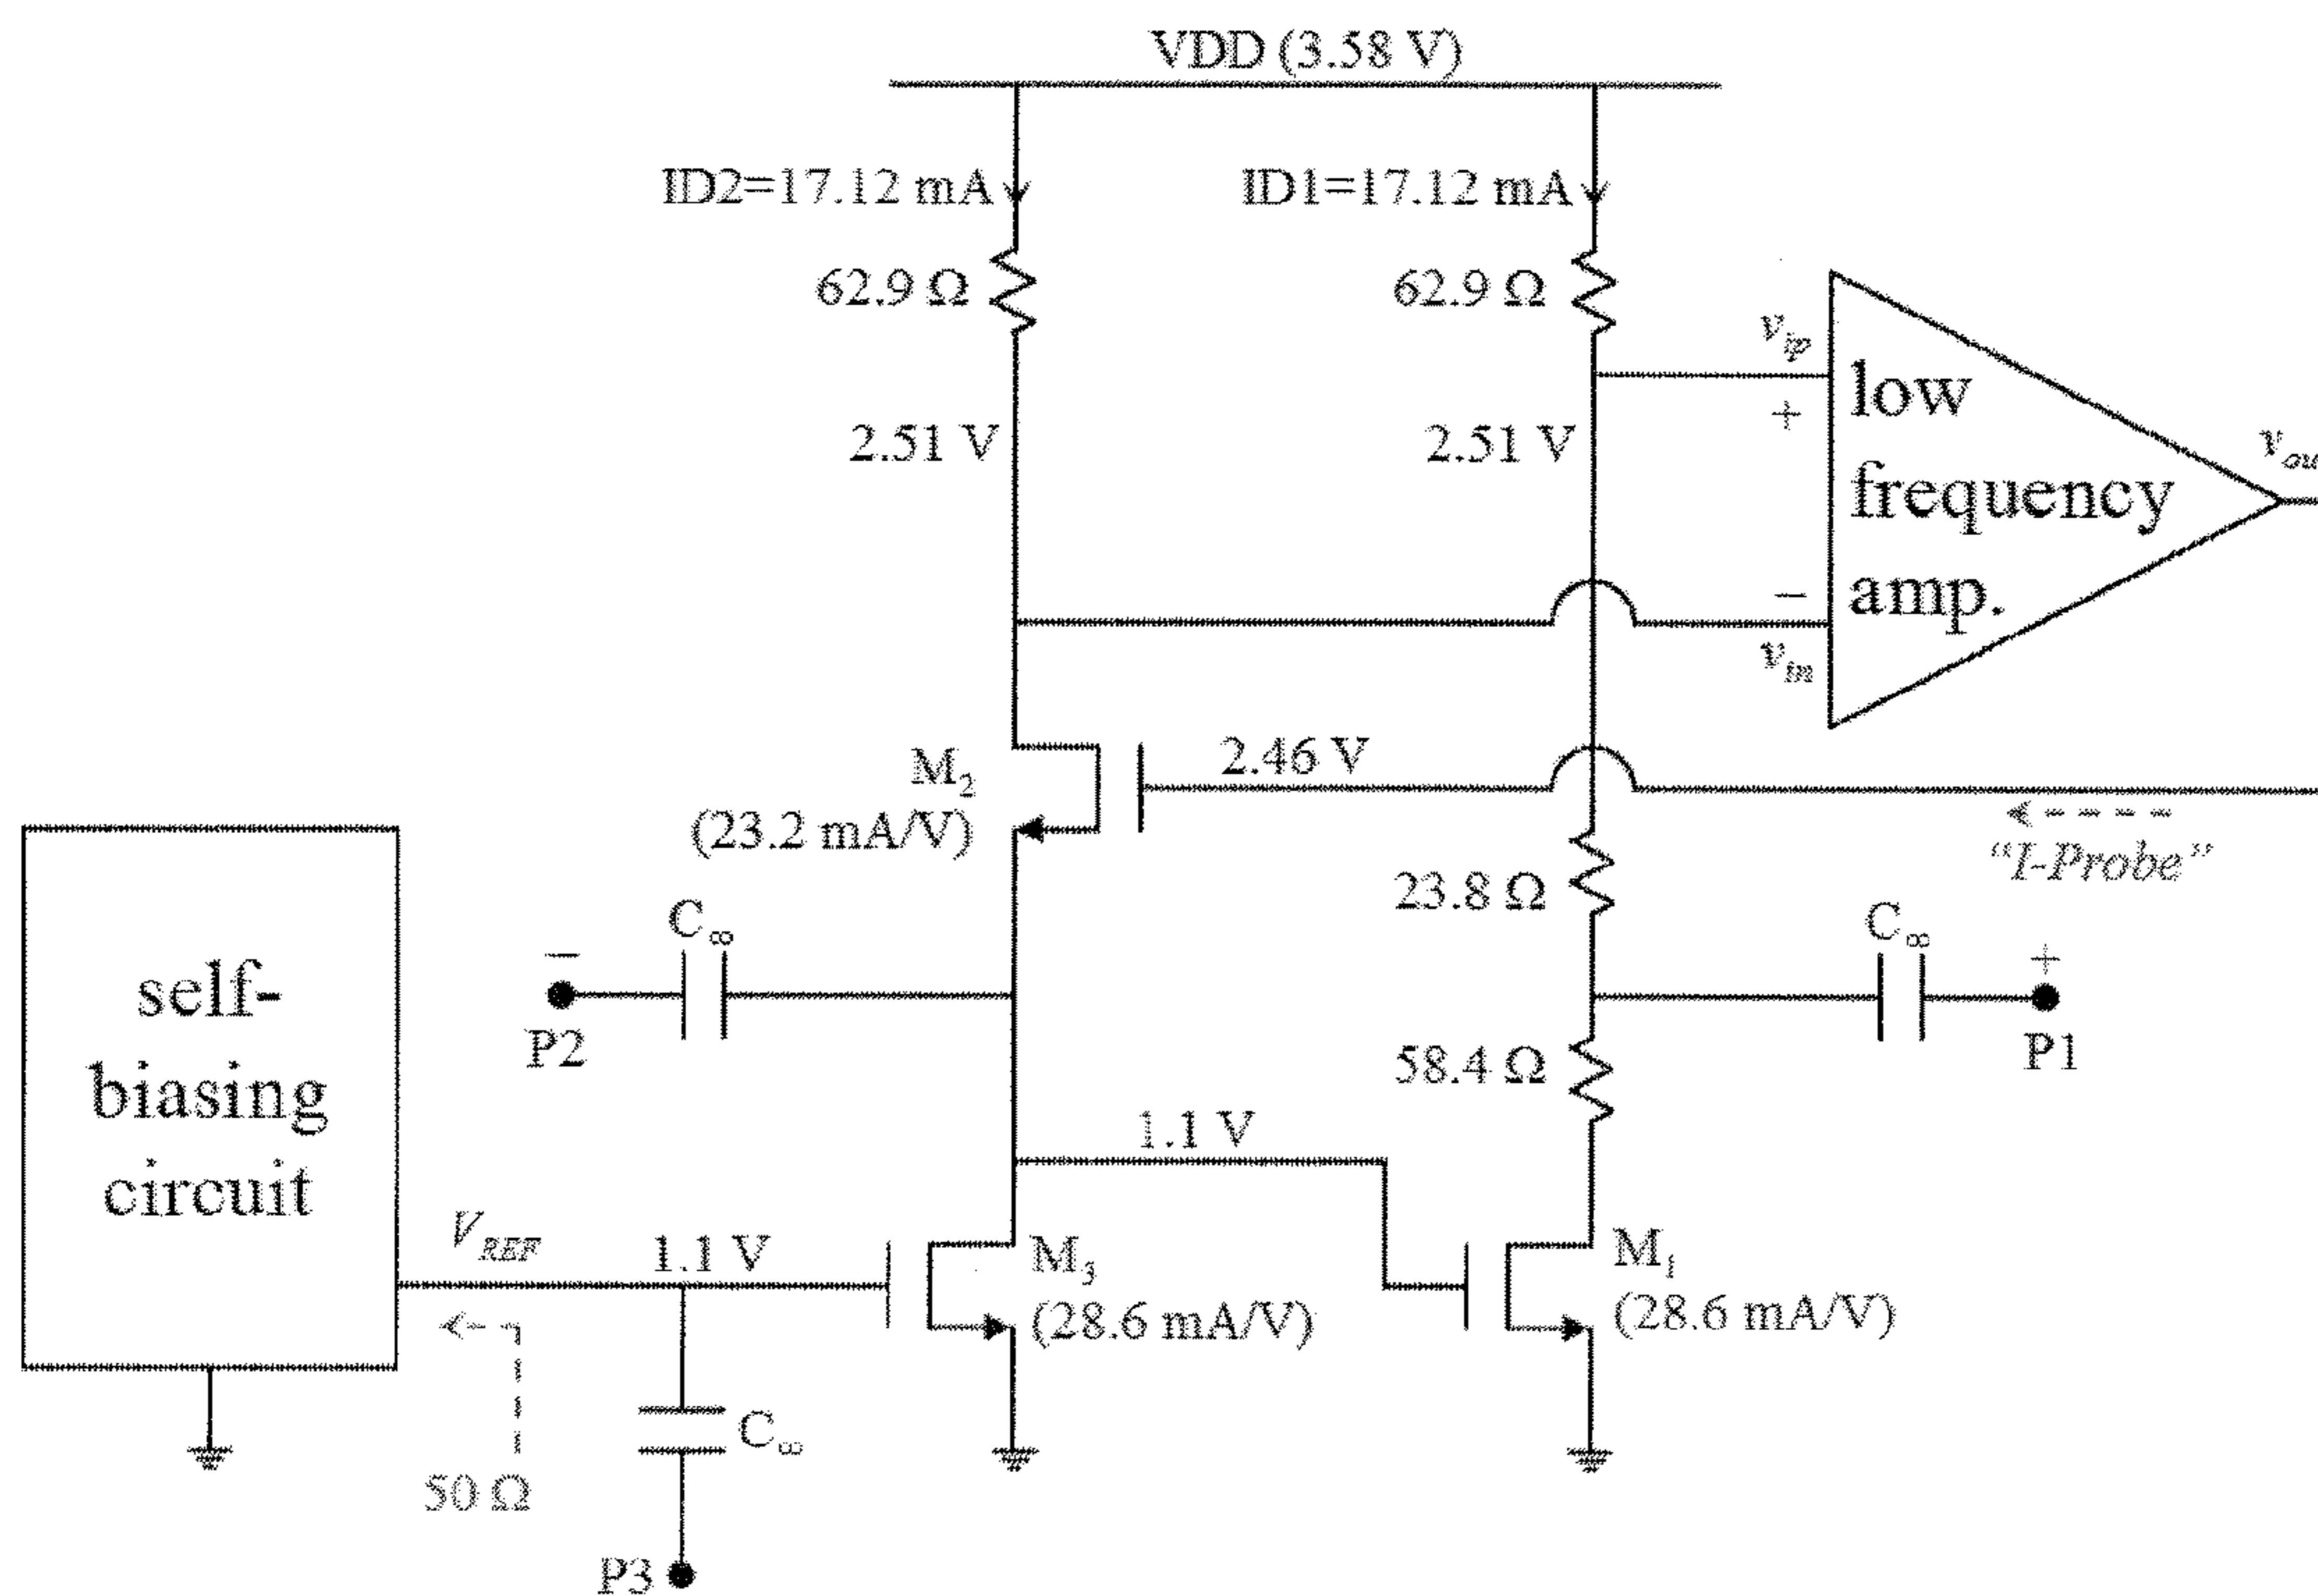 VDD (3.58 V)
ID2=17.12 mA
ID1=17.12 mA
62.9 Ω
62.9 Ω
v_ip
+
low
frequency
amp.
2.51 V
2.51 V
v_ou
−
v_in
M₂
(23.2 mA/V)
2.46 V
"I-Probe"
23.8 Ω
C∞
−
P2
C∞
+
P1
self-
biasing
circuit
58.4 Ω
1.1 V
V_REF
1.1 V
M₃
(28.6 mA/V)
M₁
(28.6 mA/V)
C∞
50 Ω
P3